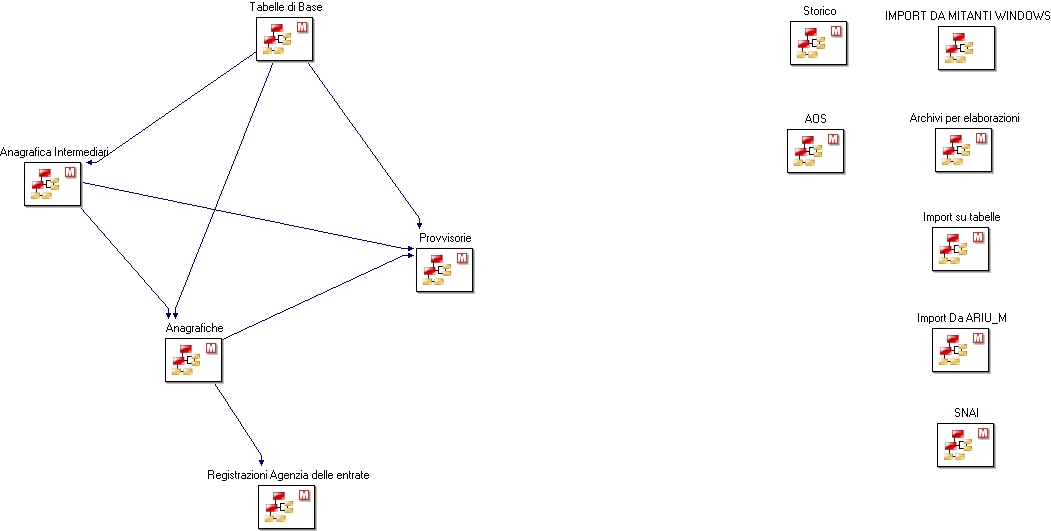 Tabelle di Base
M
Storico
M
IMPORT DA MITANTI WINDOWS
M
AOS
M
Archivi per elaborazioni
M
Anagrafica Intermediari
M
Import su tabelle
M
Provvisorie
M
Import Da ARIU_M
M
Anagrafiche
M
SNAI
M
Registrazioni Agenzia delle entrate
M